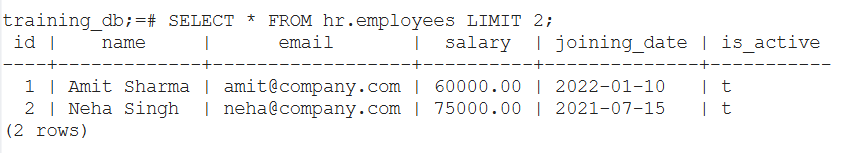 training_db;=# SELECT * FROM hr.employees LIMIT 2;
 id |    name     |       email       |  salary  | joining_date | is_active
----+-------------+-------------------+----------+--------------+-----------
  1 | Amit Sharma | amit@company.com | 60000.00 | 2022-01-10   | t
  2 | Neha Singh  | neha@company.com | 75000.00 | 2021-07-15   | t
(2 rows)